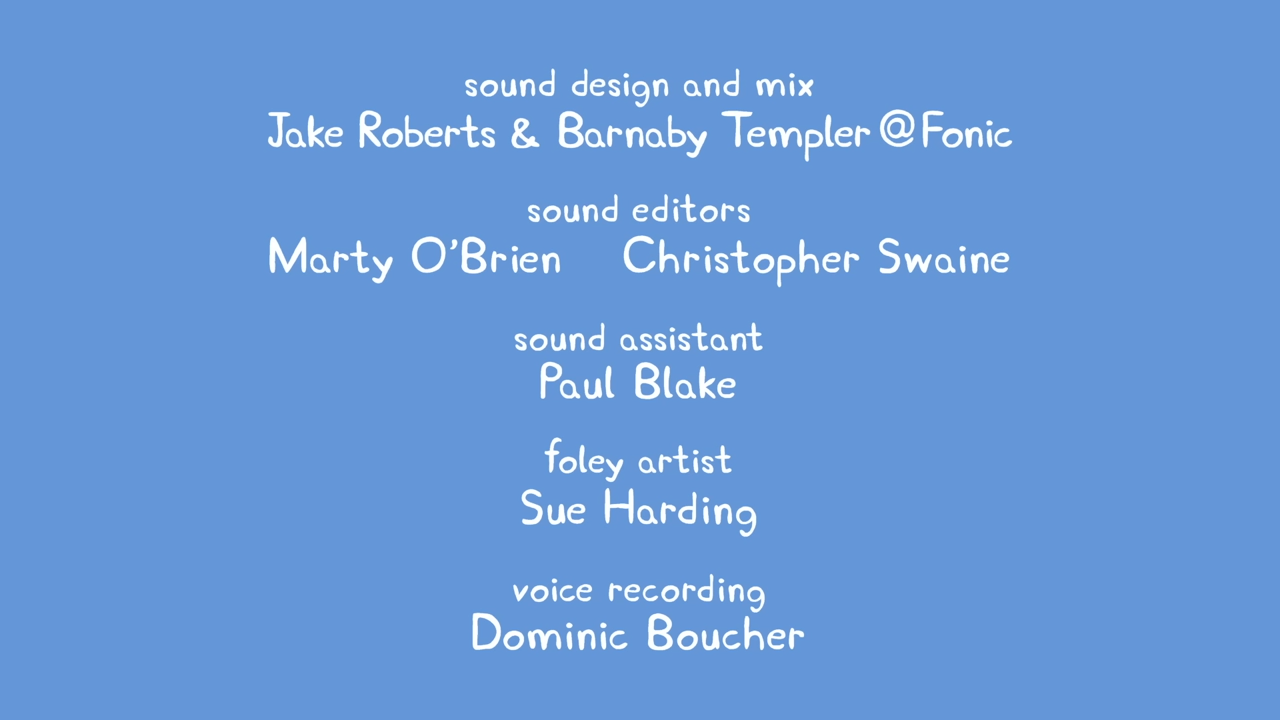 sound design and mix
Jake Roberts & Barnaby Templer @ Fonic
sound editors
Marty O'Brien Christopher Swaine
sound assistant
Paul Blake
foley artist
Sue Harding
voice recording
Dominic Boucher